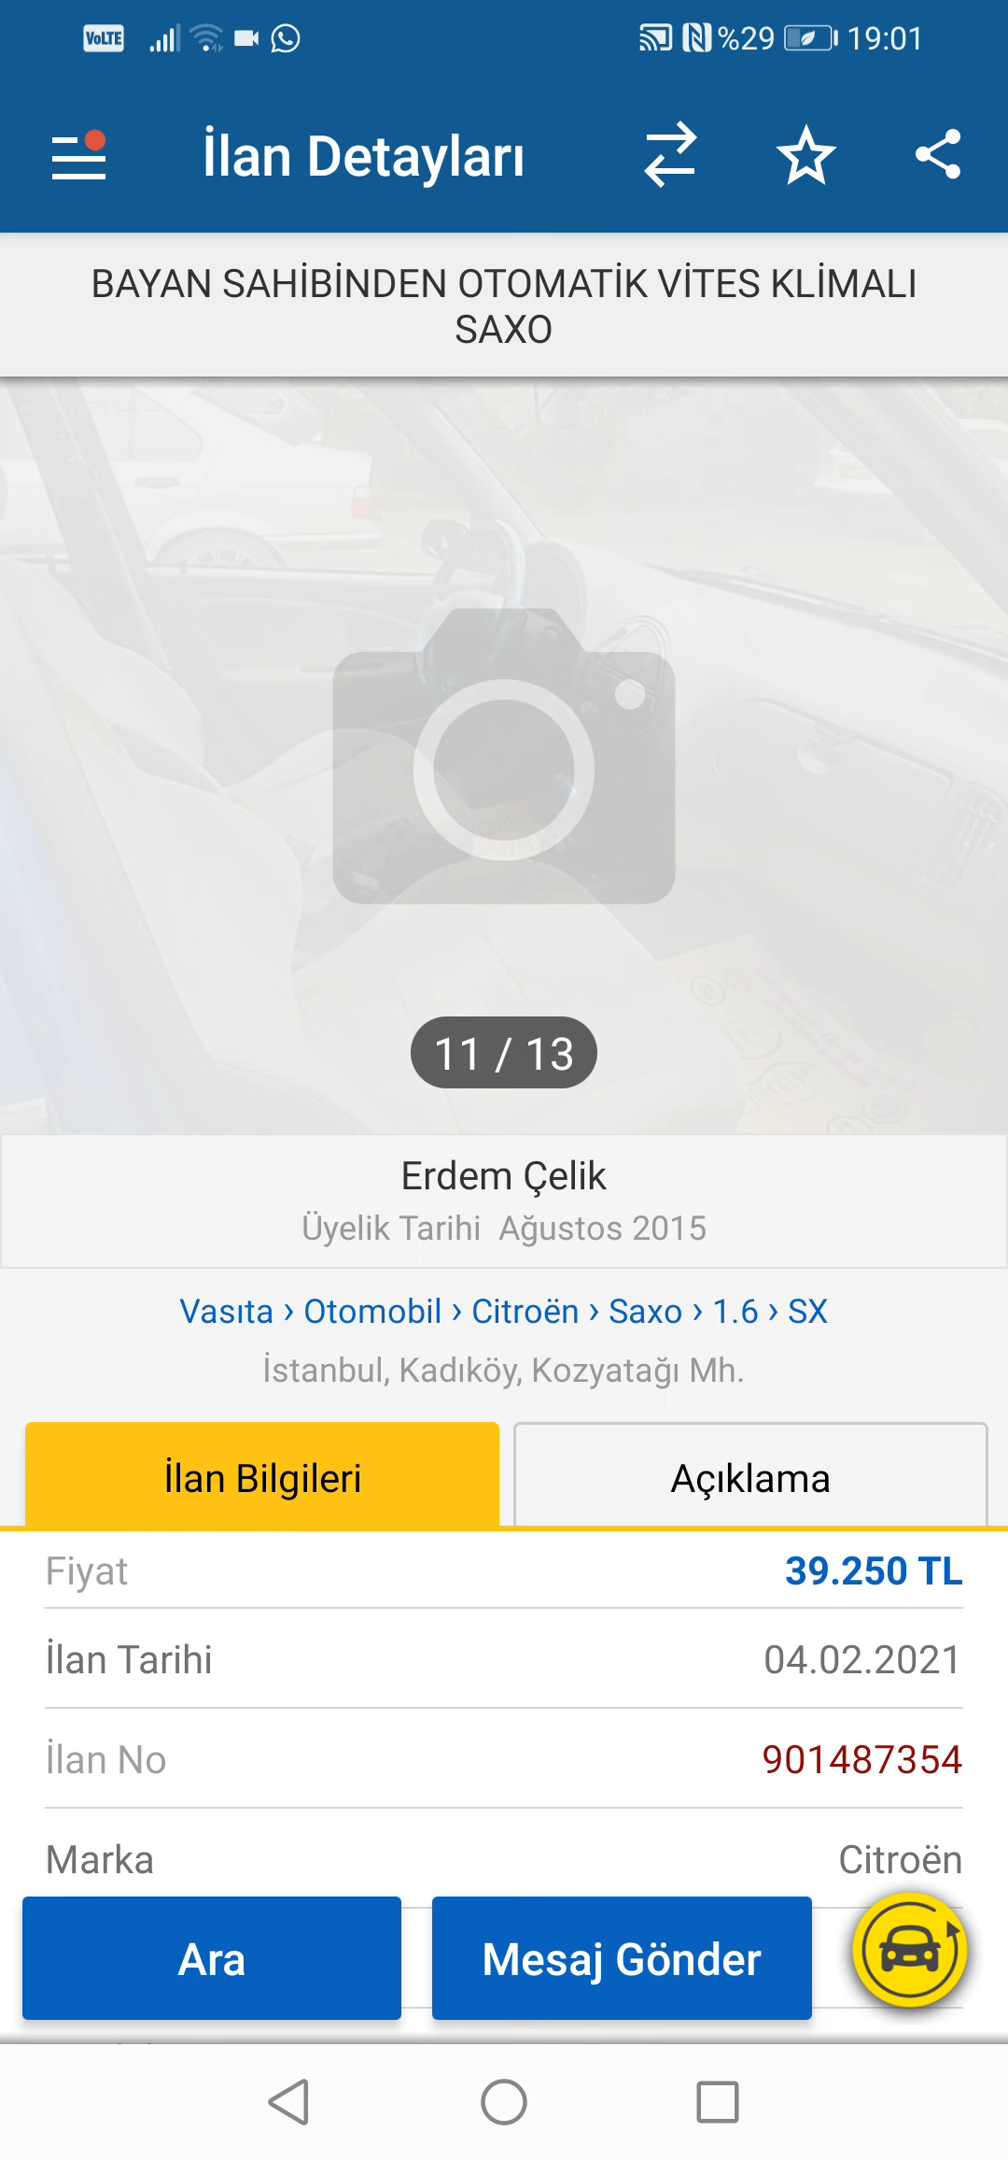 VoLTE %29 19:01
İlan Detayları
BAYAN SAHİBİNDEN OTOMATİK VİTES KLİMALI
SAXO
11 / 13
Erdem Çelik
Üyelik Tarihi Ağustos 2015
Vasıta › Otomobil › Citroën › Saxo › 1.6 › SX
İstanbul, Kadıköy, Kozyatağı Mh.
İlan Bilgileri Açıklama
Fiyat 39.250 TL
İlan Tarihi 04.02.2021
İlan No 901487354
Marka Citroën
Ara Mesaj Gönder